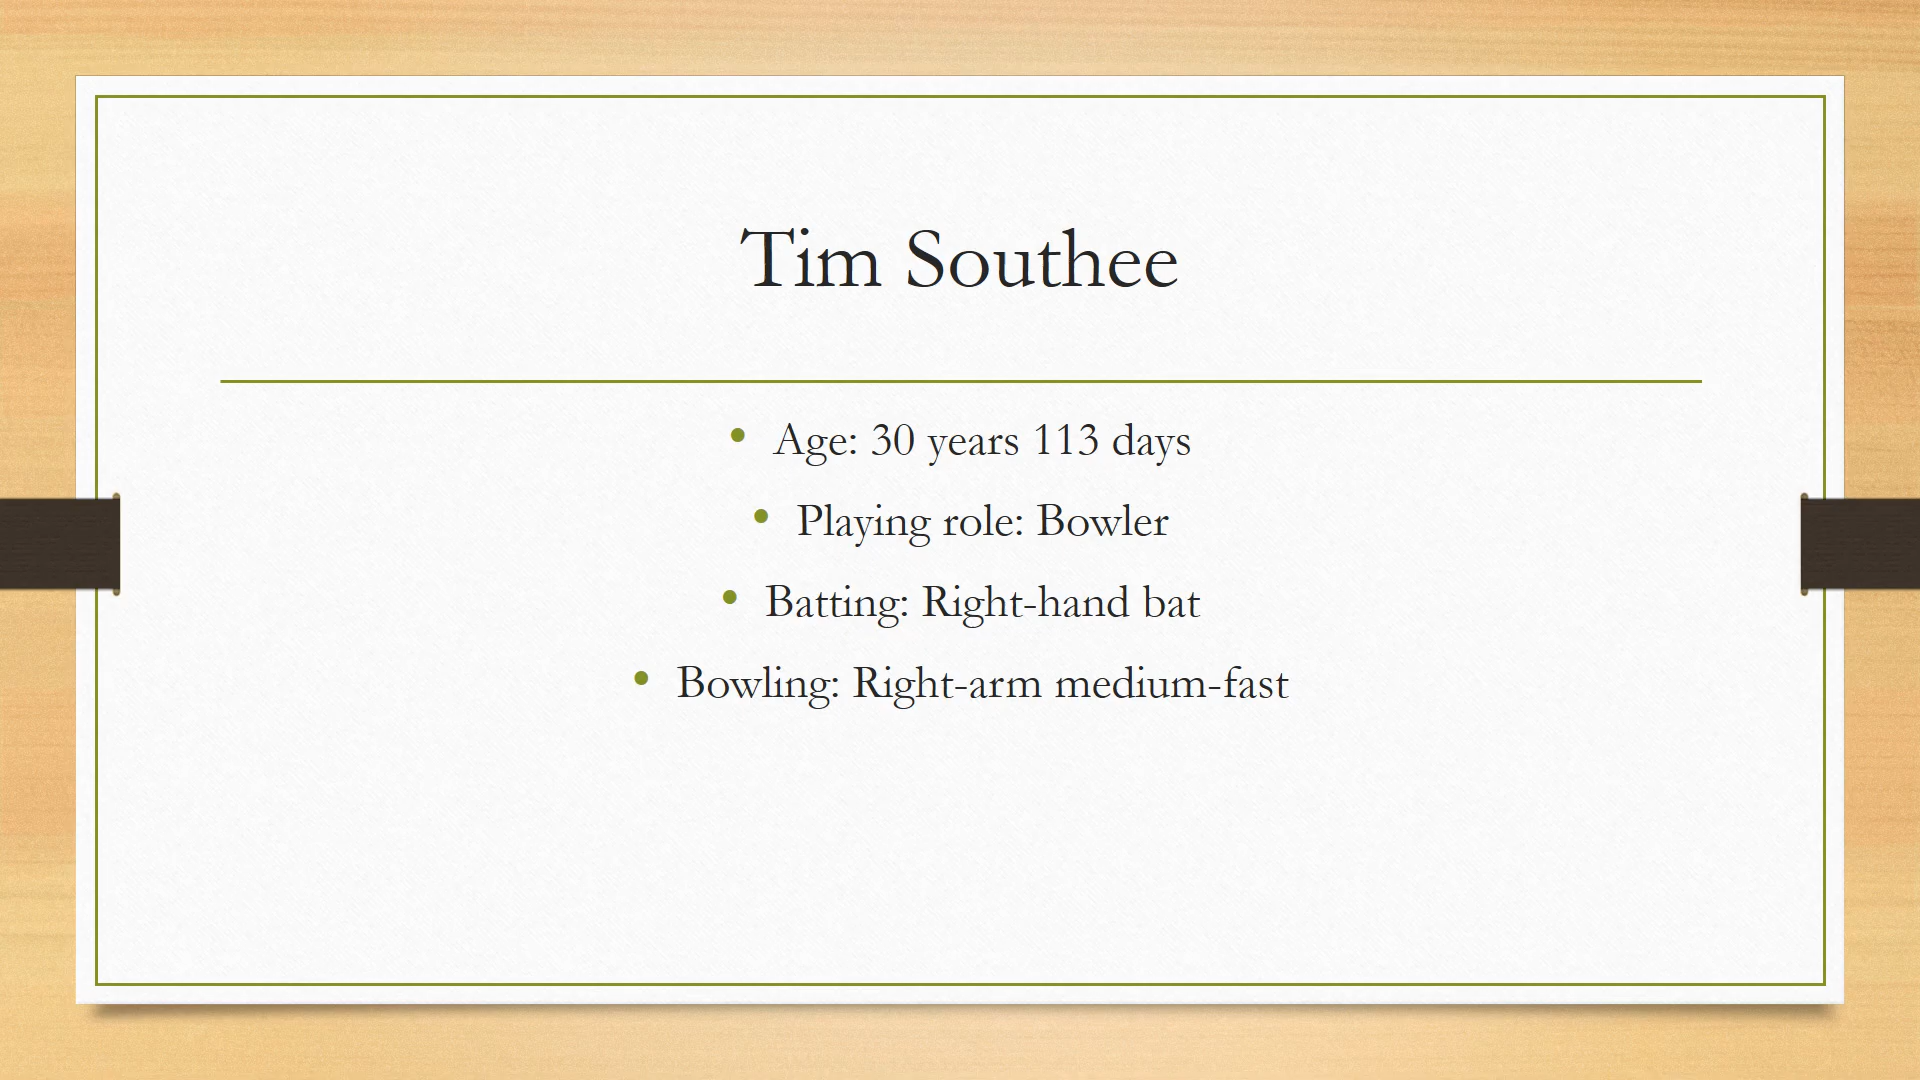 Tim Southee
• Age: 30 years 113 days
• Playing role: Bowler
• Batting: Right-hand bat
• Bowling: Right-arm medium-fast